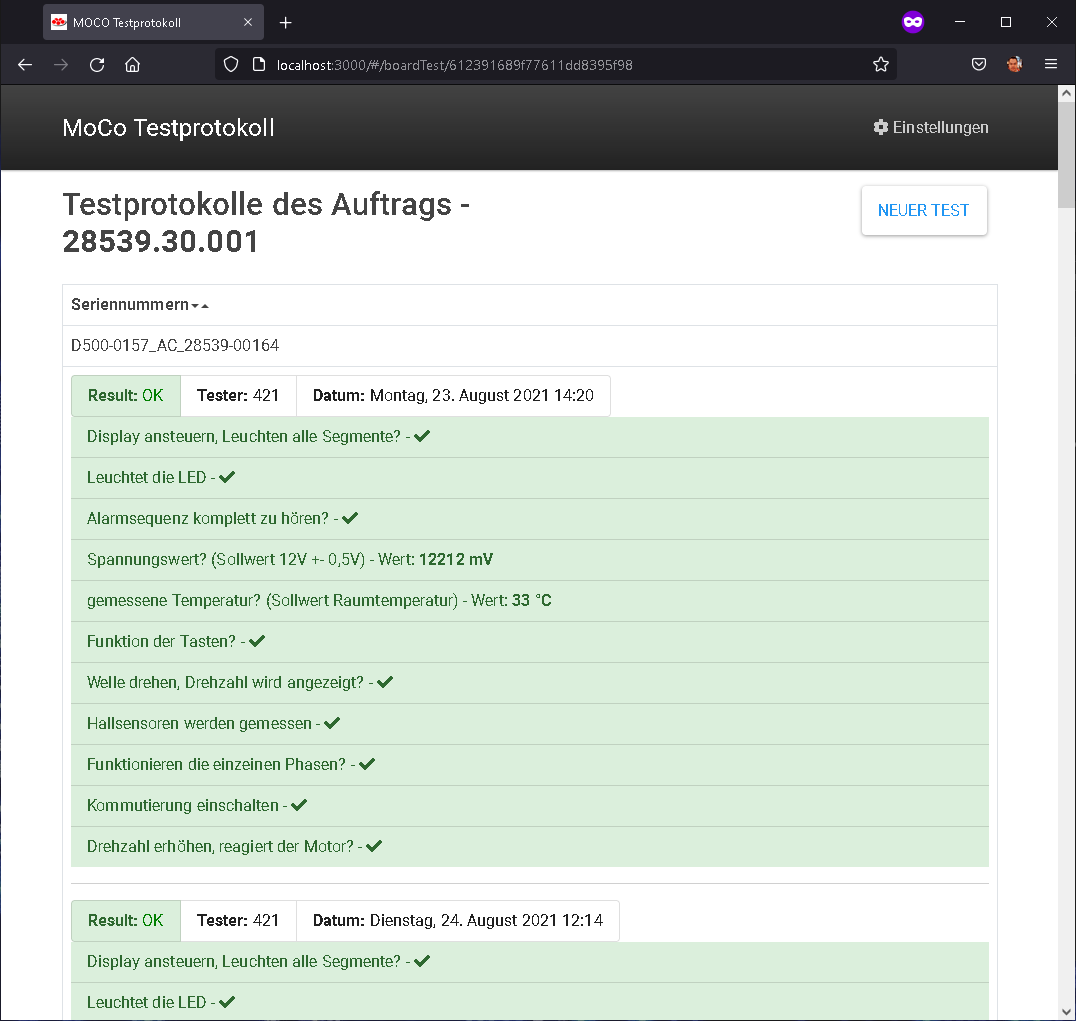 MOCO Testprotokoll
localhost:3000/#/boardTest/612391689f77611dd8395f98
MoCo Testprotokoll
Einstellungen
Testprotokolle des Auftrags -
28539.30.001
NEUER TEST
Seriennummern
D500-0157_AC_28539-00164
Result: OK
Tester: 421
Datum: Montag, 23. August 2021 14:20
Display ansteuern, Leuchten alle Segmente? - ✔
Leuchtet die LED - ✔
Alarmsequenz komplett zu hören? - ✔
Spannungswert? (Sollwert 12V +- 0,5V) - Wert: 12212 mV
gemessene Temperatur? (Sollwert Raumtemperatur) - Wert: 33 °C
Funktion der Tasten? - ✔
Welle drehen, Drehzahl wird angezeigt? - ✔
Hallsensoren werden gemessen - ✔
Funktionieren die einzeinen Phasen? - ✔
Kommutierung einschalten - ✔
Drehzahl erhöhen, reagiert der Motor? - ✔
Result: OK
Tester: 421
Datum: Dienstag, 24. August 2021 12:14
Display ansteuern, Leuchten alle Segmente? - ✔
Leuchtet die LED - ✔